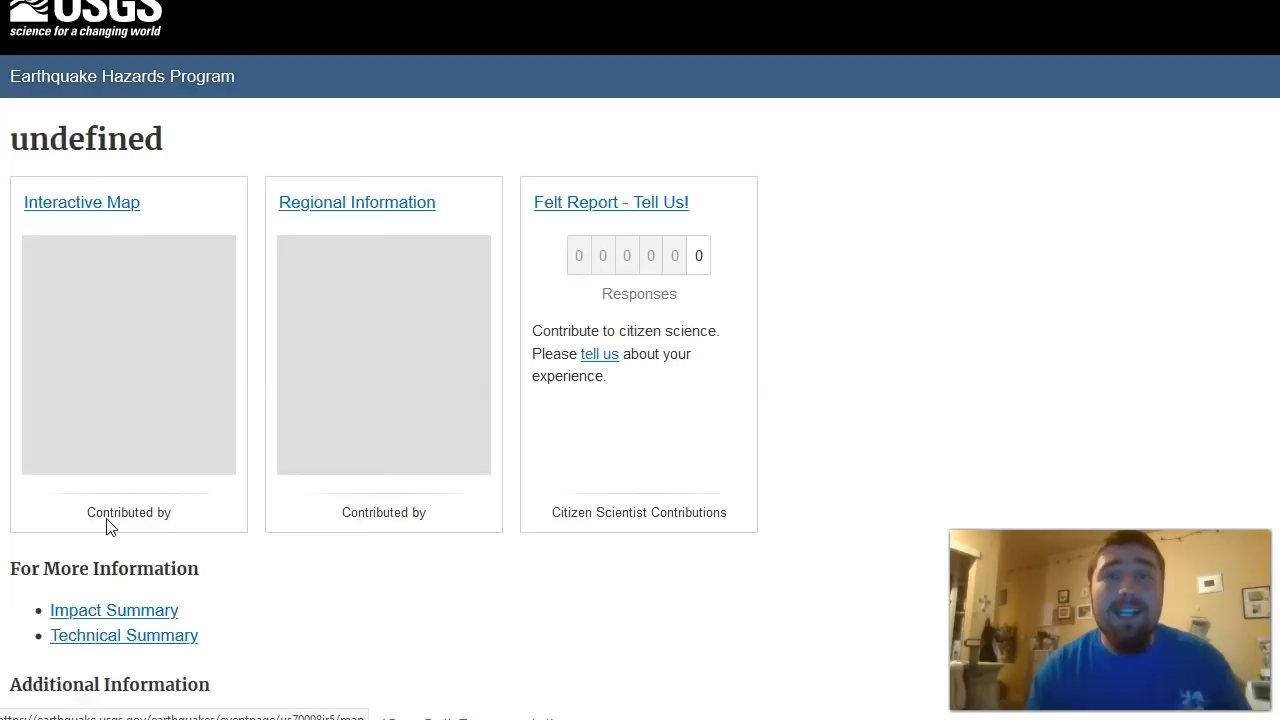 USGS
science for a changing world
Earthquake Hazards Program
undefined
Interactive Map
Regional Information
Felt Report - Tell Us!
0 0 0 0 0 0
Responses
Contribute to citizen science.
Please tell us about your
experience.
Contributed by
Contributed by
Citizen Scientist Contributions
For More Information
Impact Summary
Technical Summary
Additional Information